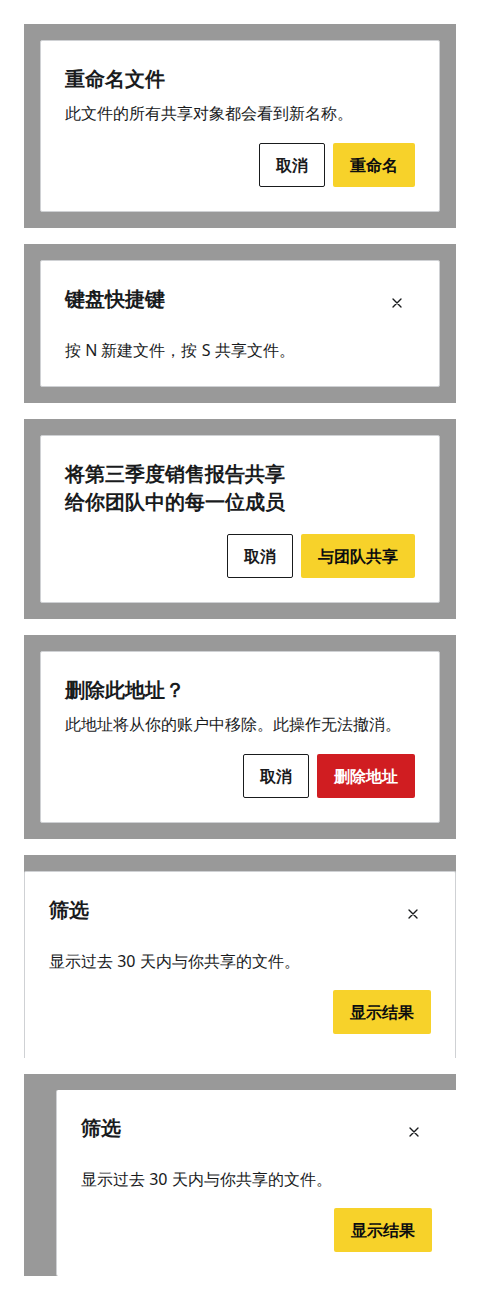 重命名文件
此文件的所有共享对象都会看到新名称。
取消 重命名
键盘快捷键
按 N 新建文件，按 S 共享文件。
将第三季度销售报告共享
给你团队中的每一位成员
取消 与团队共享
删除此地址？
此地址将从你的账户中移除。此操作无法撤消。
取消 删除地址
筛选
显示过去 30 天内与你共享的文件。
显示结果
筛选
显示过去 30 天内与你共享的文件。
显示结果